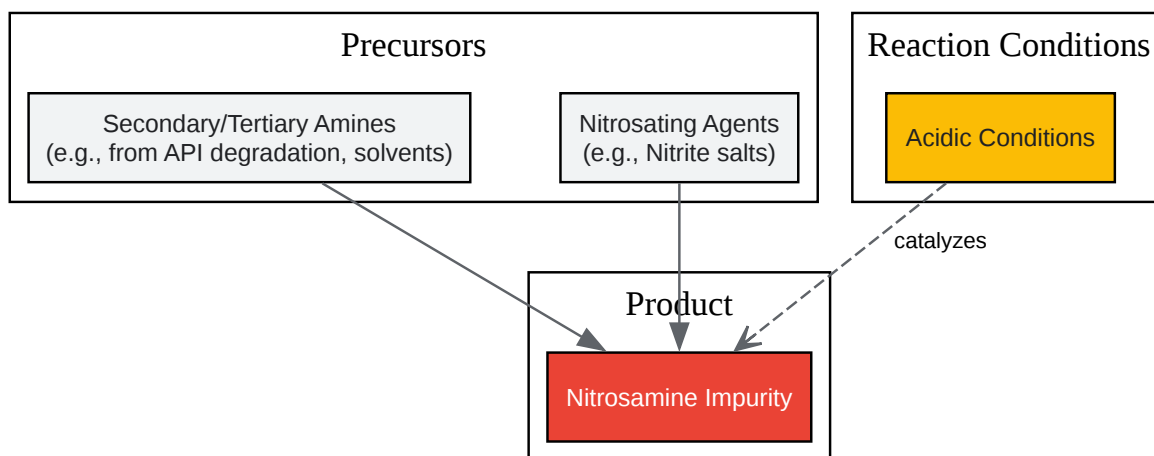 Precursors
Reaction Conditions
Secondary/Tertiary Amines
(e.g., from API degradation, solvents)
Nitrosating Agents
(e.g., Nitrite salts)
Acidic Conditions
catalyzes
Product
Nitrosamine Impurity